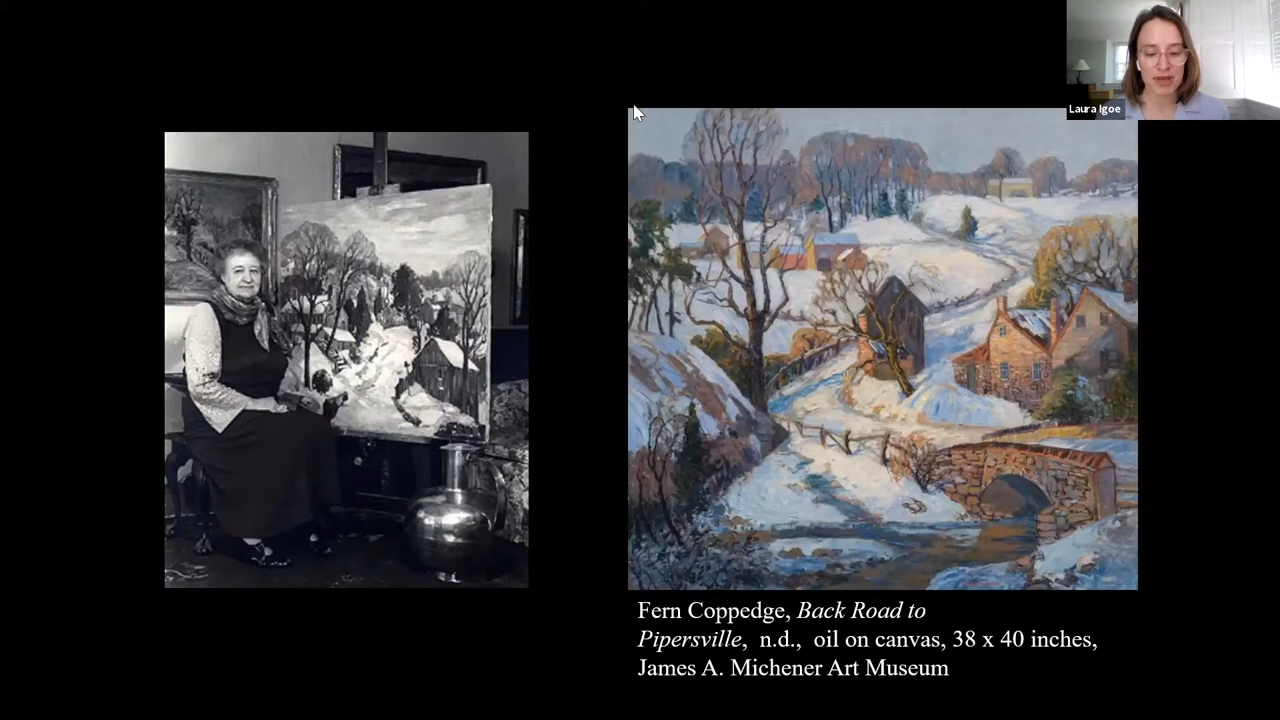 Laura Igoe
Fern Coppedge, Back Road to
Pipersville,  n.d.,  oil on canvas, 38 x 40 inches,
James A. Michener Art Museum